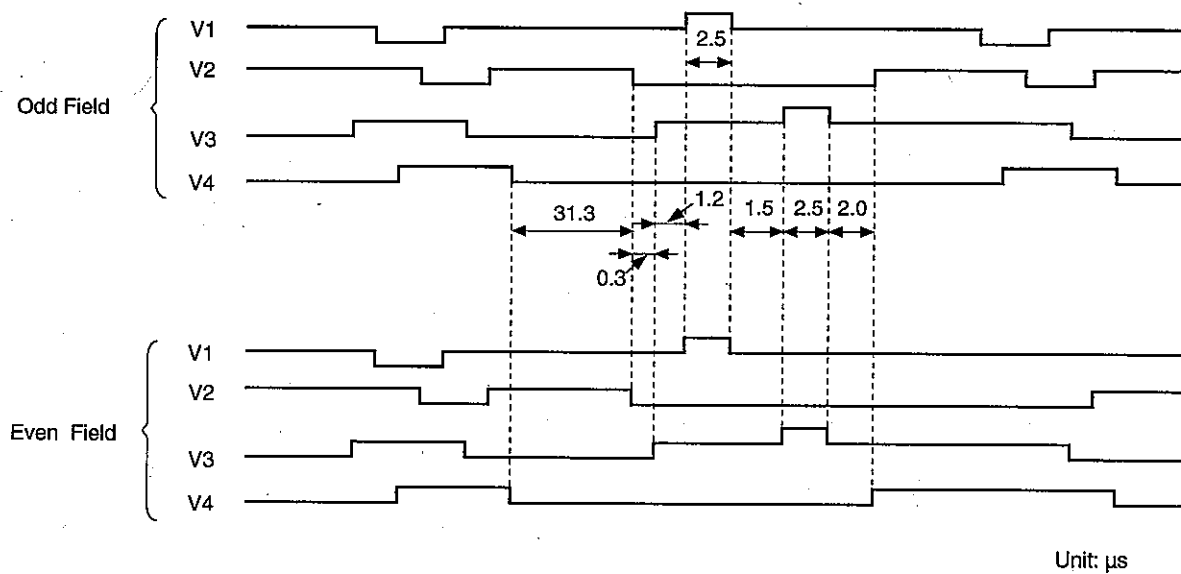 Odd Field
V1
2.5
V2
V3
V4
1.2
31.3
1.5 2.5 2.0
0.3
Even Field
V1
V2
V3
V4
Unit: µs